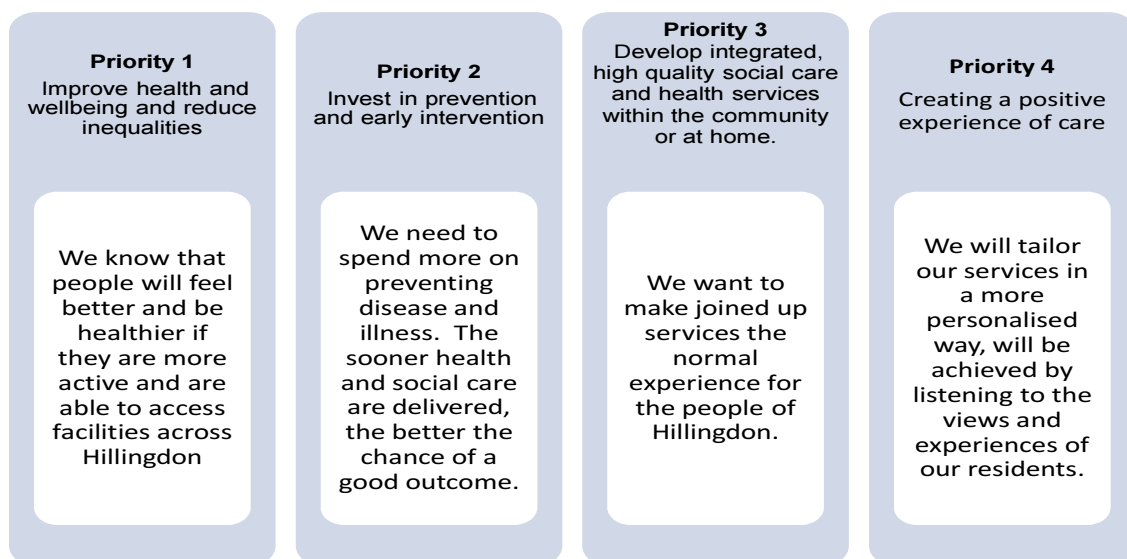 Priority 1
Improve health and
wellbeing and reduce
inequalities
We know that
people will feel
better and be
healthier if
they are more
active and are
able to access
facilities across
Hillingdon
Priority 2
Invest in prevention
and early intervention
We need to
spend more on
preventing
disease and
illness.  The
sooner health
and social care
are delivered,
the better the
chance of a
good outcome.
Priority 3
Develop integrated,
high quality social care
and health services
within the community
or at home.
We want to
make joined up
services the
normal
experience for
the people of
Hillingdon.
Priority 4
Creating a positive
experience of care
We will tailor
our services in
a more
personalised
way, will be
achieved by
listening to the
views and
experiences of
our residents.